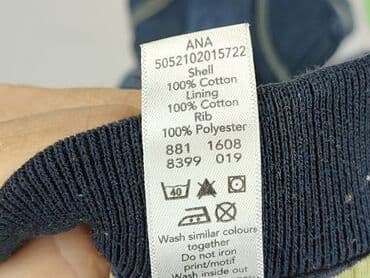 ANA
5052102015722
Shell
100% Cotton
Lining
100% Cotton
Rib
100% Polyester
881 1608
8399 019
40
Wash similar colours
together
Do not iron
print/motif
Wash inside out